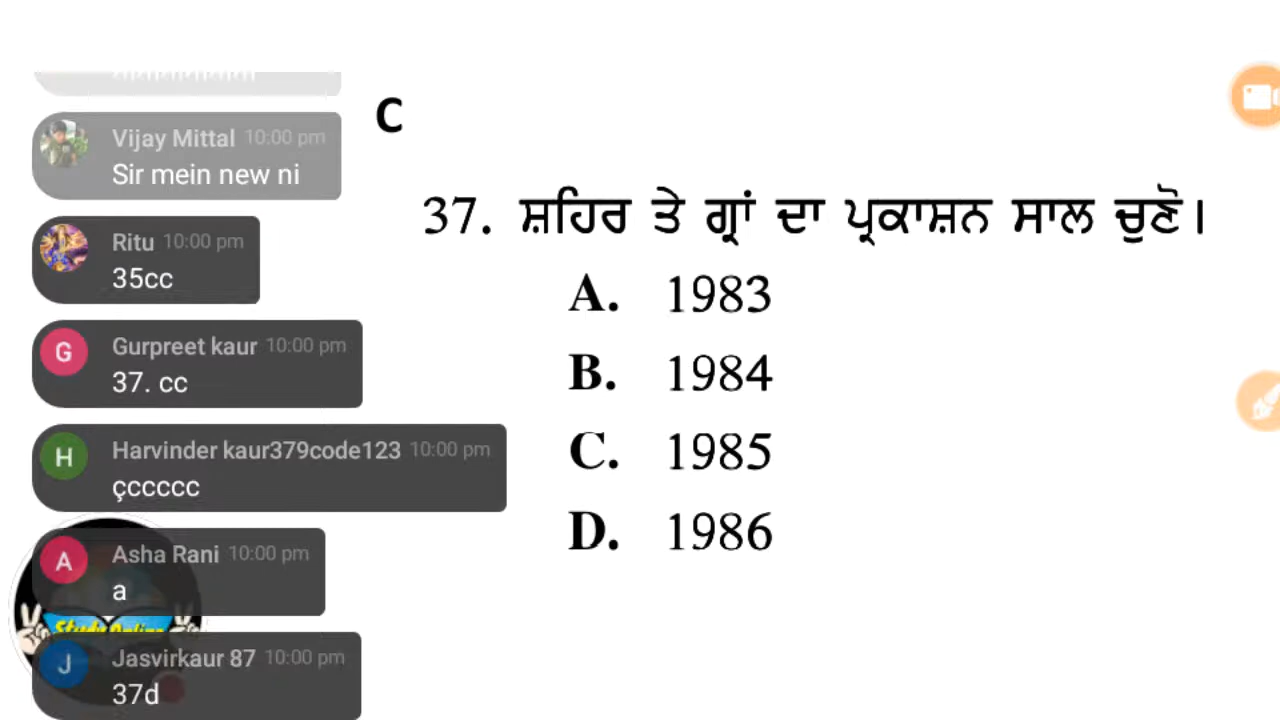 Vijay Mittal 10:00 pm
Sir mein new ni
Ritu 10:00 pm
35cc
Gurpreet kaur 10:00 pm
37. cc
Harvinder kaur379code123 10:00 pm
çccccc
Asha Rani 10:00 pm
a
Study Online
Jasvirkaur 87 10:00 pm
37d
C
37. ਸ਼ਹਿਰ ਤੇ ਗ੍ਰਾਂ ਦਾ ਪ੍ਰਕਾਸ਼ਨ ਸਾਲ ਚੁਣੋ।
A. 1983
B. 1984
C. 1985
D. 1986